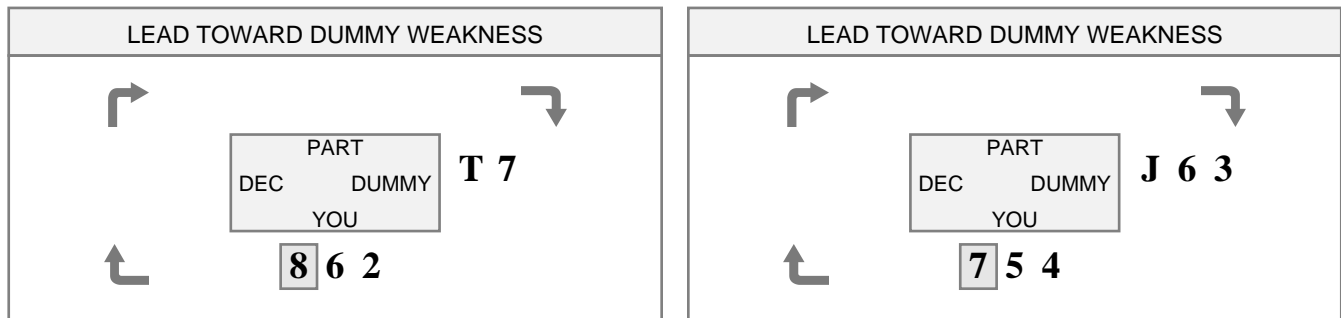 LEAD TOWARD DUMMY WEAKNESS
PART
DEC DUMMY
YOU
T 7
8 6 2
LEAD TOWARD DUMMY WEAKNESS
PART
DEC DUMMY
YOU
J 6 3
7 5 4